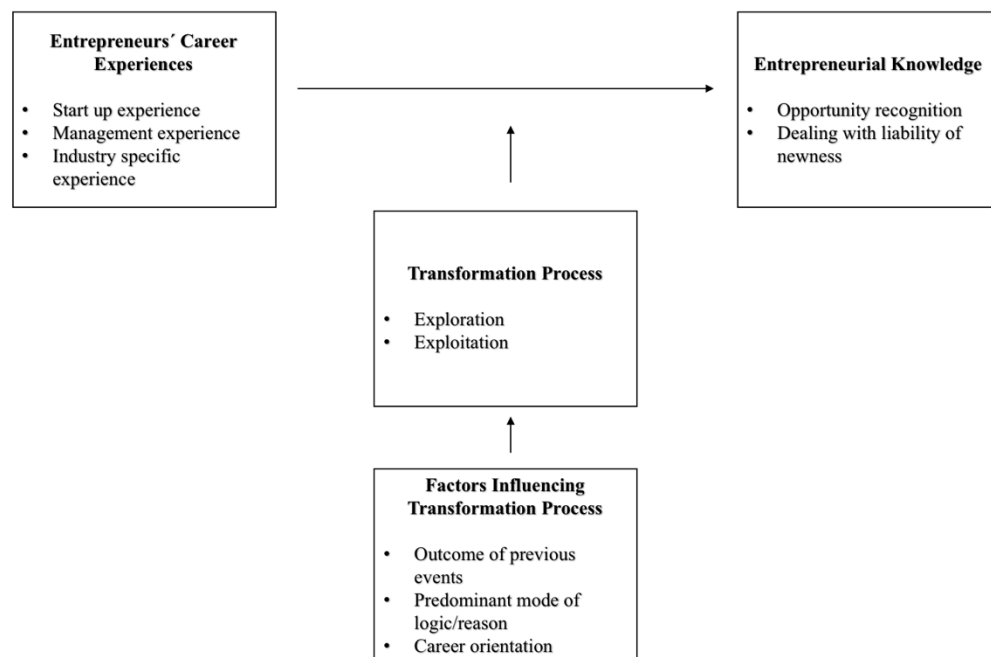 Entrepreneurs´ Career
Experiences
• Start up experience
• Management experience
• Industry specific
experience
Entrepreneurial Knowledge
• Opportunity recognition
• Dealing with liability of
newness
Transformation Process
• Exploration
• Exploitation
Factors Influencing
Transformation Process
• Outcome of previous
events
• Predominant mode of
logic/reason
• Career orientation